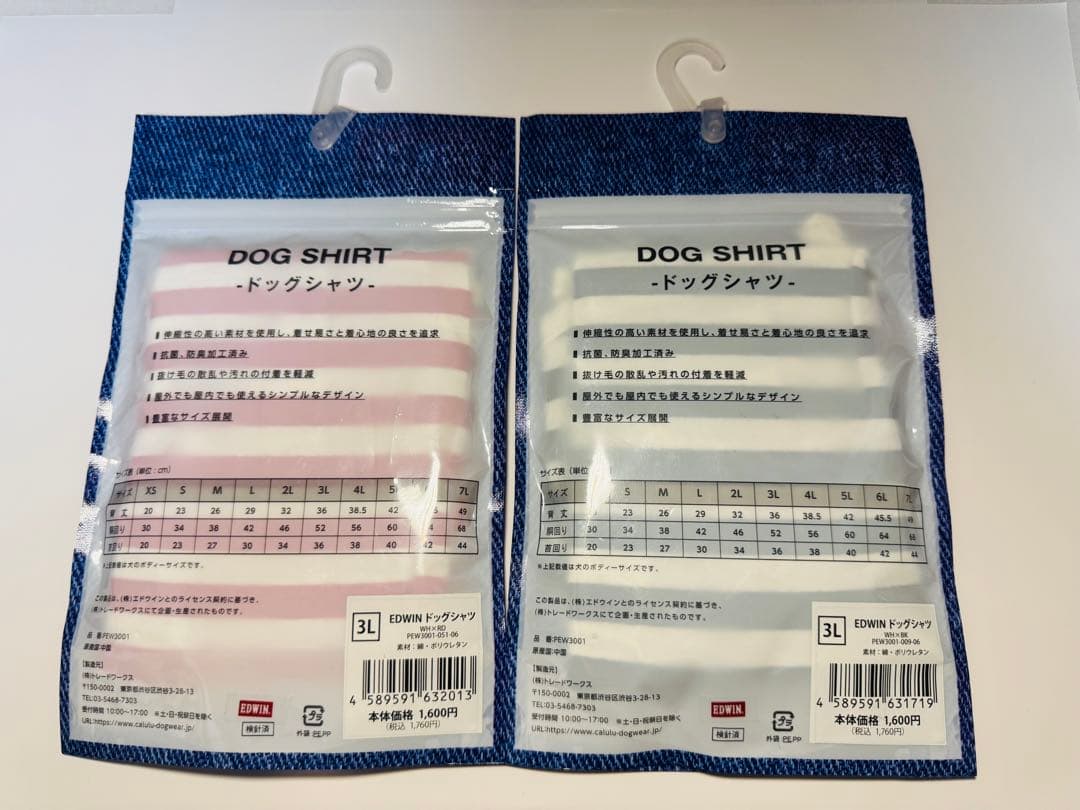 DOG SHIRT
-ドッグシャツ-
伸縮性の高い素材を使用し、着せ易さと着心地の良さを追求
抗菌、防臭加工済み
抜け毛の散乱や汚れの付着を軽減
屋外でも屋内でも使えるシンプルなデザイン
豊富なサイズ展開
サイズ表（単位：cm）
サイズ XS S M L 2L 3L 4L 7L
背丈 20 23 26 29 32 36 38.5 42 49
胴回り 30 34 38 42 46 52 56 60 68
首回り 20 23 27 30 34 36 38 40 42 44
※上記数値は犬のボディーサイズです。
この製品は、(株)エドウインとのライセンス契約に基づき、
(株)トレードワークスにて企画・生産されたものです。
品 番:PEW3001
原産国:中国
【製造元】
(株)トレードワークス
〒150-0002 東京都渋谷区渋谷3-28-13
TEL:03-5468-7303
受付時間 10:00〜17:00 ※土・日・祝祭日を除く
URL:https://www.calulu-dogwear.jp/
EDWIN.
検針済
プラ
外袋:PE,PP
3L
EDWIN ドッグシャツ
WH×RD
PEW3001-051-06
素材：綿・ポリウレタン
4 589591 632013
本体価格 1,600円
（税込 1,760円）
DOG SHIRT
-ドッグシャツ-
伸縮性の高い素材を使用し、着せ易さと着心地の良さを追求
抗菌、防臭加工済み
抜け毛の散乱や汚れの付着を軽減
屋外でも屋内でも使えるシンプルなデザイン
豊富なサイズ展開
サイズ表（単位
サイズ S M L 2L 3L 4L 5L 6L 7L
背丈 23 26 29 32 36 38.5 42 45.5 49
胴回り 30 34 38 42 46 52 56 60 64 68
首回り 20 23 27 30 34 36 38 40 42 44
※上記数値は犬のボディーサイズです。
この製品は、(株)エドウインとのライセンス契約に基づき、
(株)トレードワークスにて企画・生産されたものです。
品 番:PEW3001
原産国:中国
【製造元】
(株)トレードワークス
〒150-0002 東京都渋谷区渋谷3-28-13
TEL:03-5468-7303
受付時間 10:00〜17:00 ※土・日・祝祭日を除く
URL:https://www.calulu-dogwear.jp/
EDWIN.
検針済
プラ
外袋:PE,PP
3L
EDWIN ドッグシャツ
WH×BK
PEW3001-009-06
素材：綿・ポリウレタン
4 589591 631719
本体価格 1,600円
（税込 1,760円）